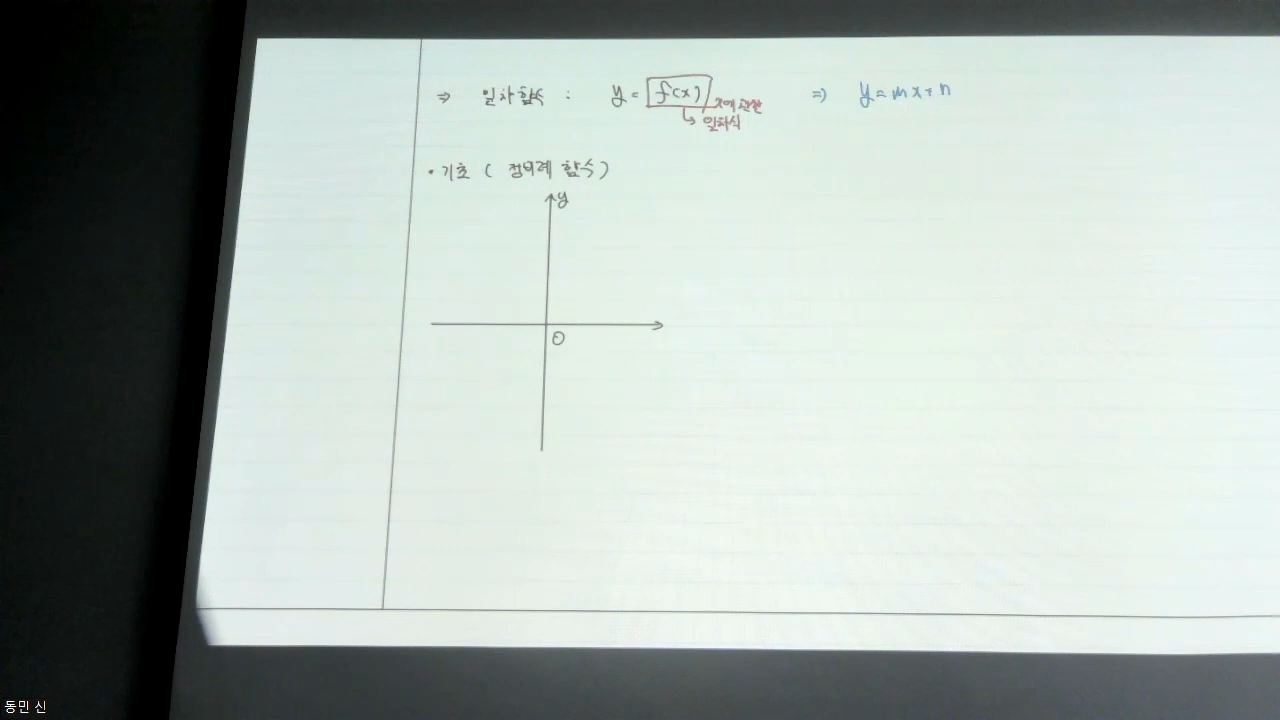 ⇒ 일차함수 : y = f(x) ⇒ y = mx+n
↳ x에 관한
일차식
• 기초 ( 정비례 함수 )
y
O
동민 신